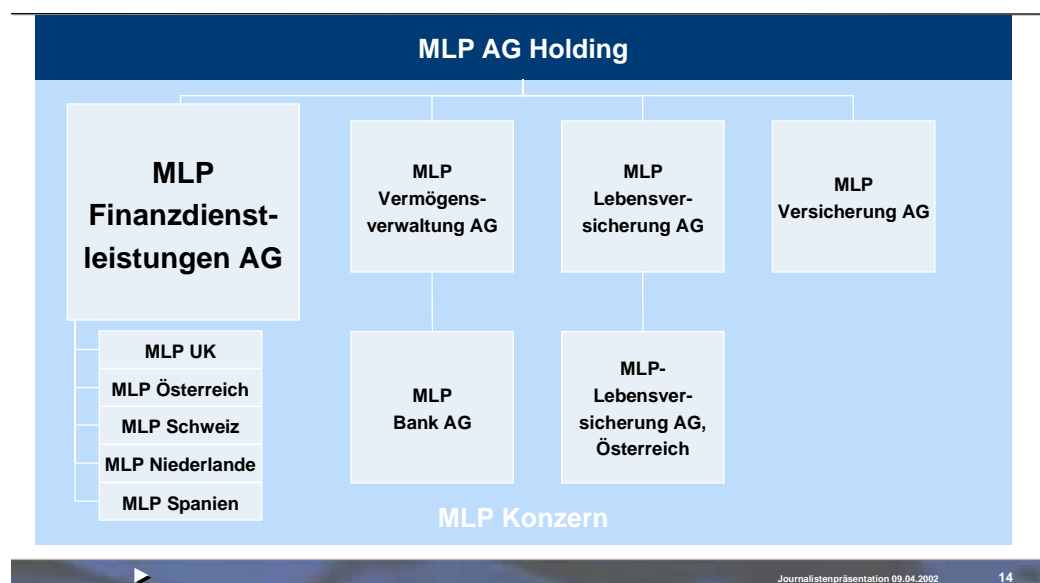 MLP AG Holding
MLP
Finanzdienst-
leistungen AG
MLP UK
MLP Österreich
MLP Schweiz
MLP Niederlande
MLP Spanien
MLP
Vermögens-
verwaltung AG
MLP
Bank AG
MLP
Lebensver-
sicherung AG
MLP-
Lebensver-
sicherung AG,
Österreich
MLP
Versicherung AG
MLP Konzern
Journalistenpräsentation 09.04.2002
14